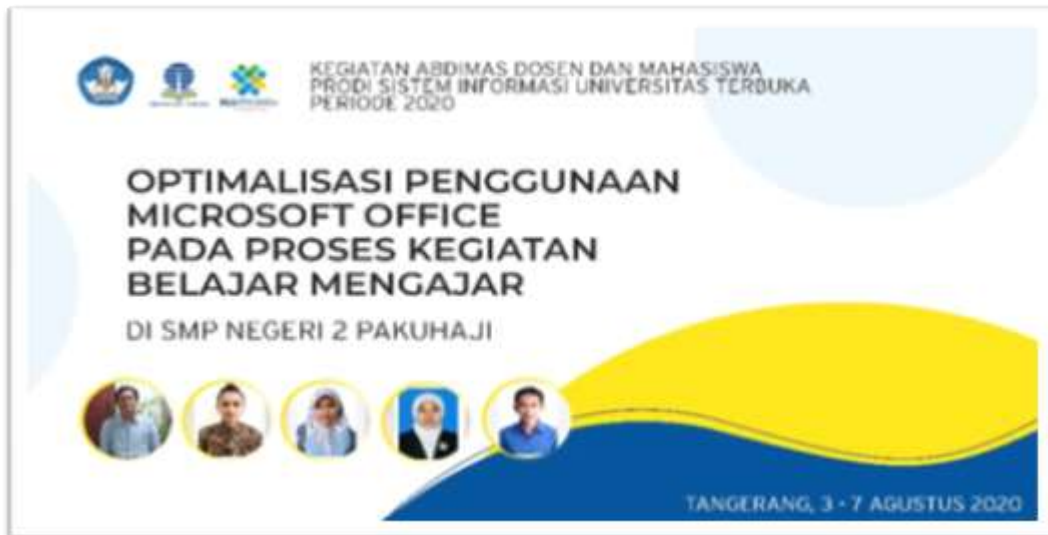 KEGIATAN ABDIMAS DOSEN DAN MAHASISWA
PRODI SISTEM INFORMASI UNIVERSITAS TERBUKA
PERIODE 2020
OPTIMALISASI PENGGUNAAN
MICROSOFT OFFICE
PADA PROSES KEGIATAN
BELAJAR MENGAJAR
DI SMP NEGERI 2 PAKUHAJI
TANGERANG, 3 - 7 AGUSTUS 2020